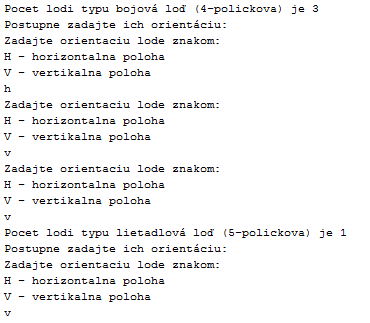 Pocet lodi typu bojová loď (4-polickova) je 3
Postupne zadajte ich orientáciu:
Zadajte orientaciu lode znakom:
H - horizontalna poloha
V - vertikalna poloha
h
Zadajte orientaciu lode znakom:
H - horizontalna poloha
V - vertikalna poloha
v
Zadajte orientaciu lode znakom:
H - horizontalna poloha
V - vertikalna poloha
v
Pocet lodi typu lietadlová loď (5-polickova) je 1
Postupne zadajte ich orientáciu:
Zadajte orientaciu lode znakom:
H - horizontalna poloha
V - vertikalna poloha
v